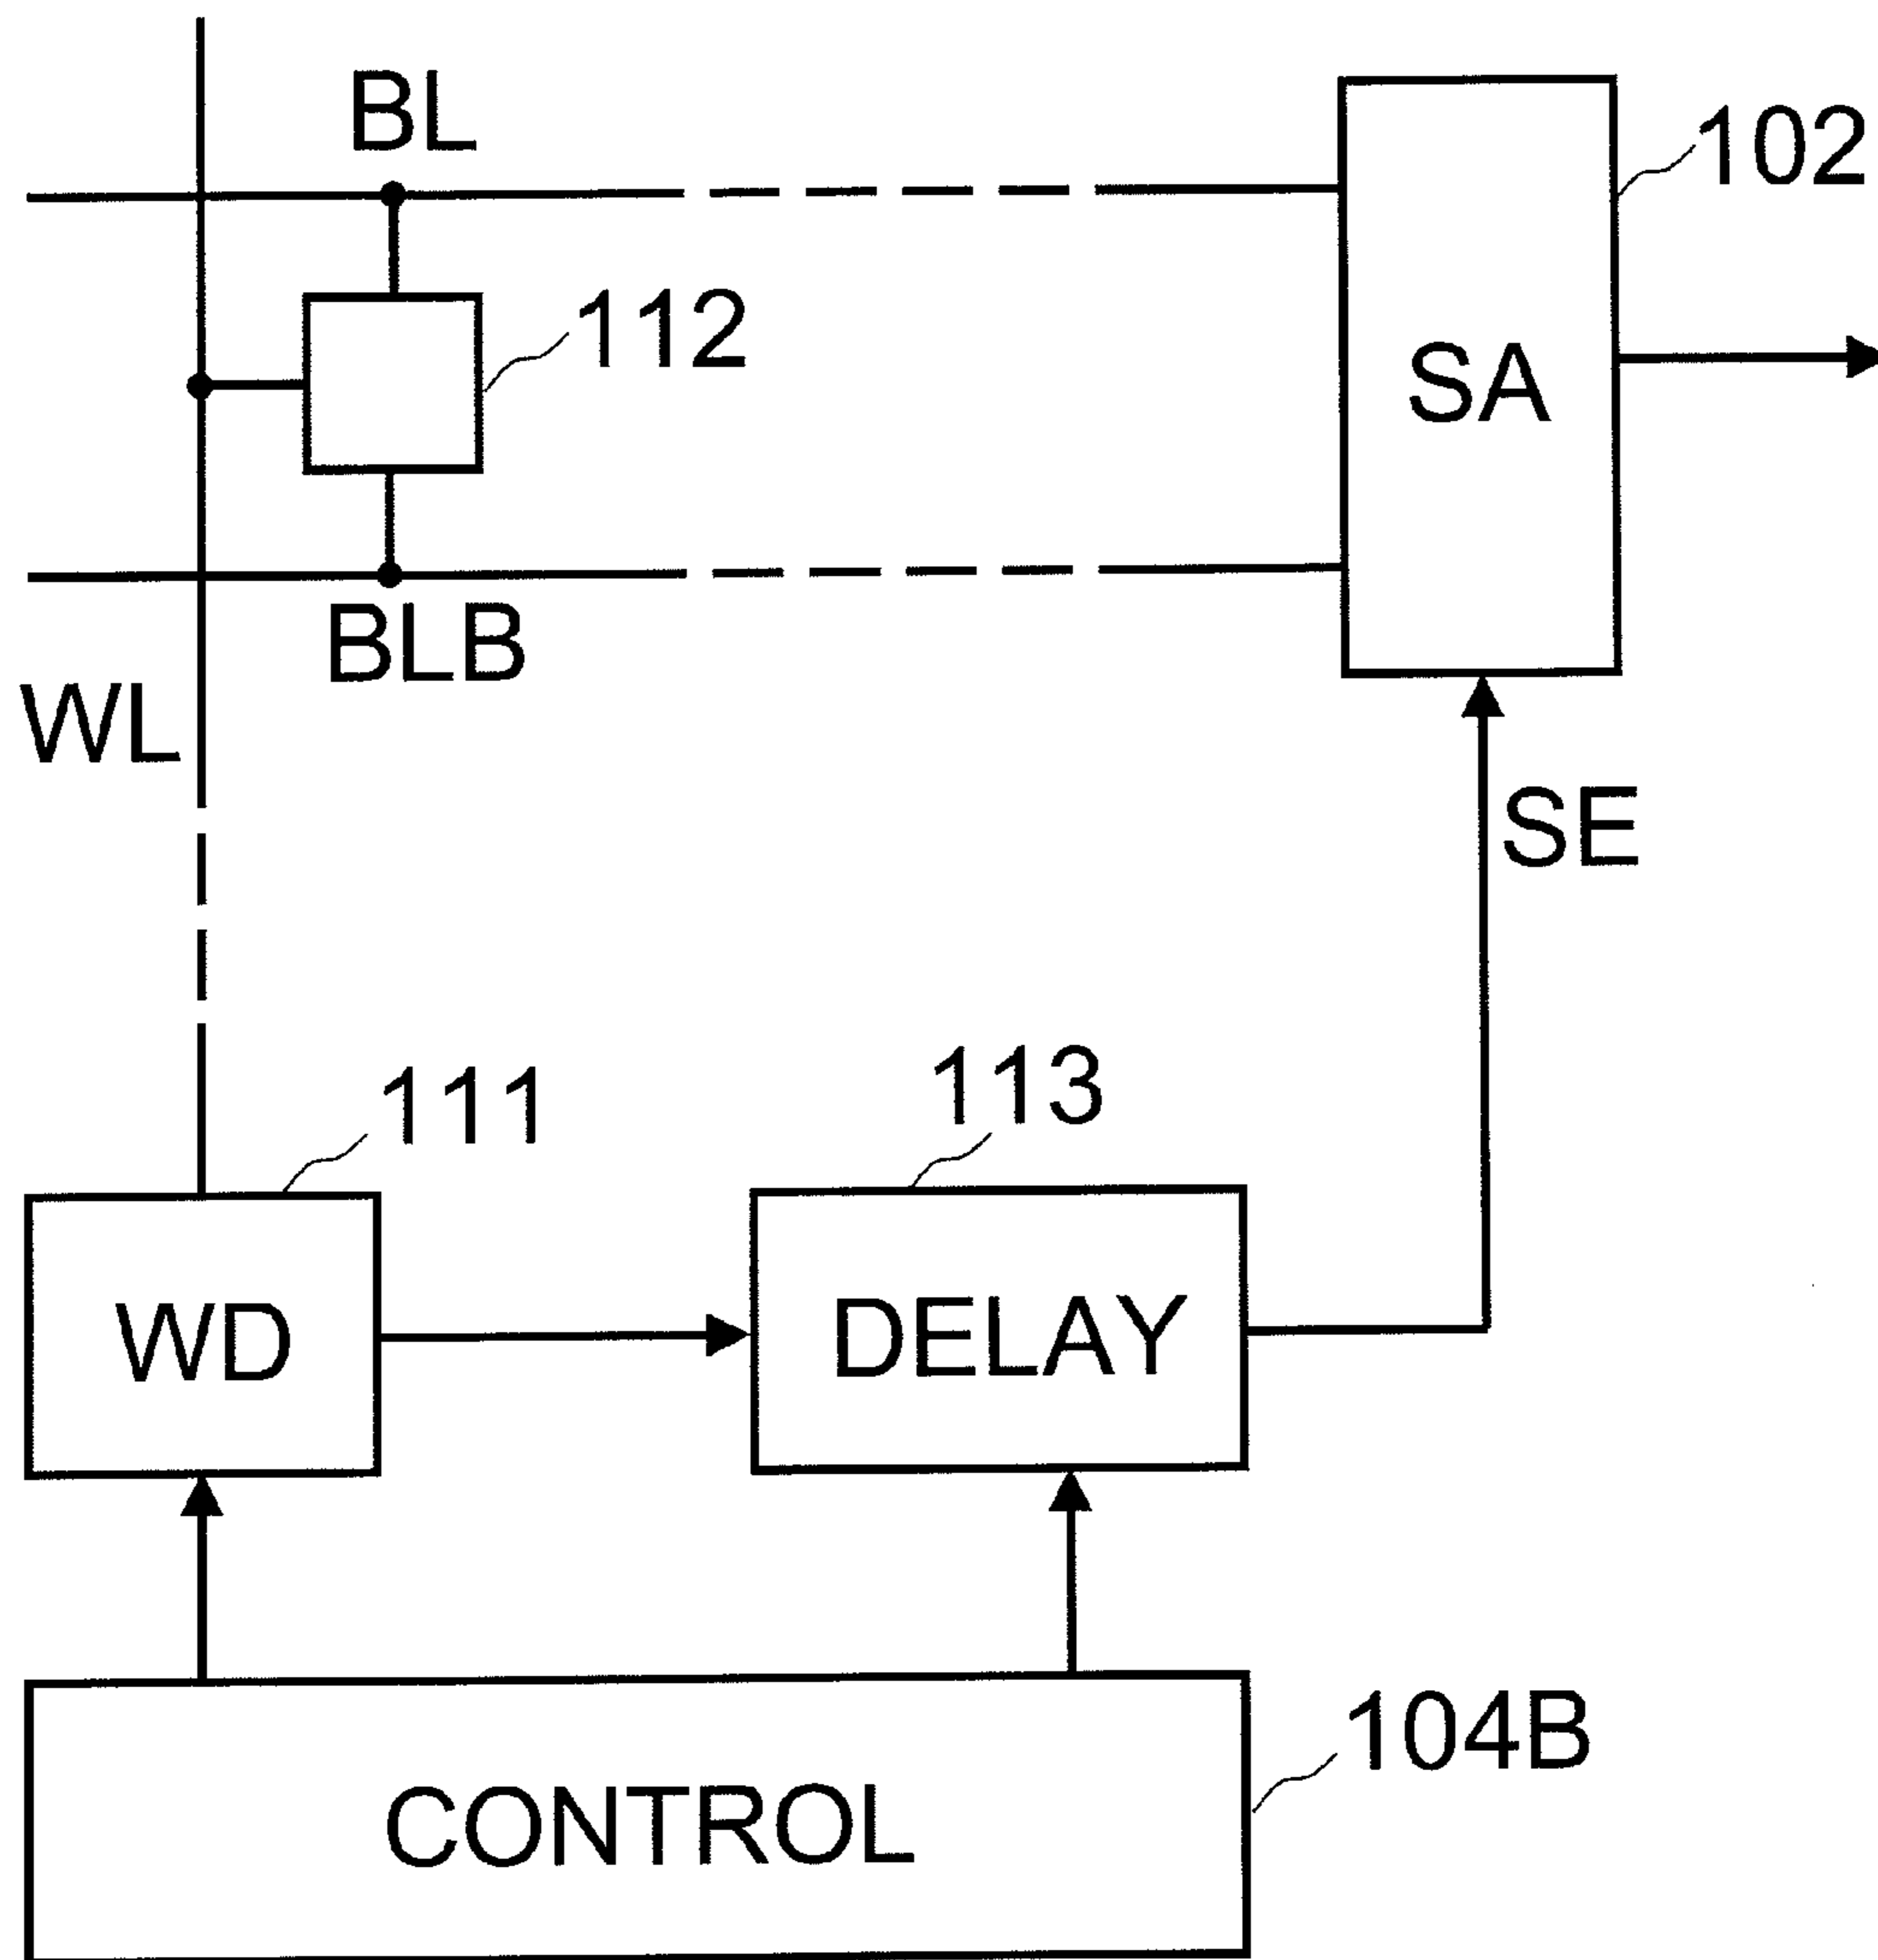 BL
102
112
SA
BLB
WL
SE
111
113
WD
DELAY
104B
CONTROL